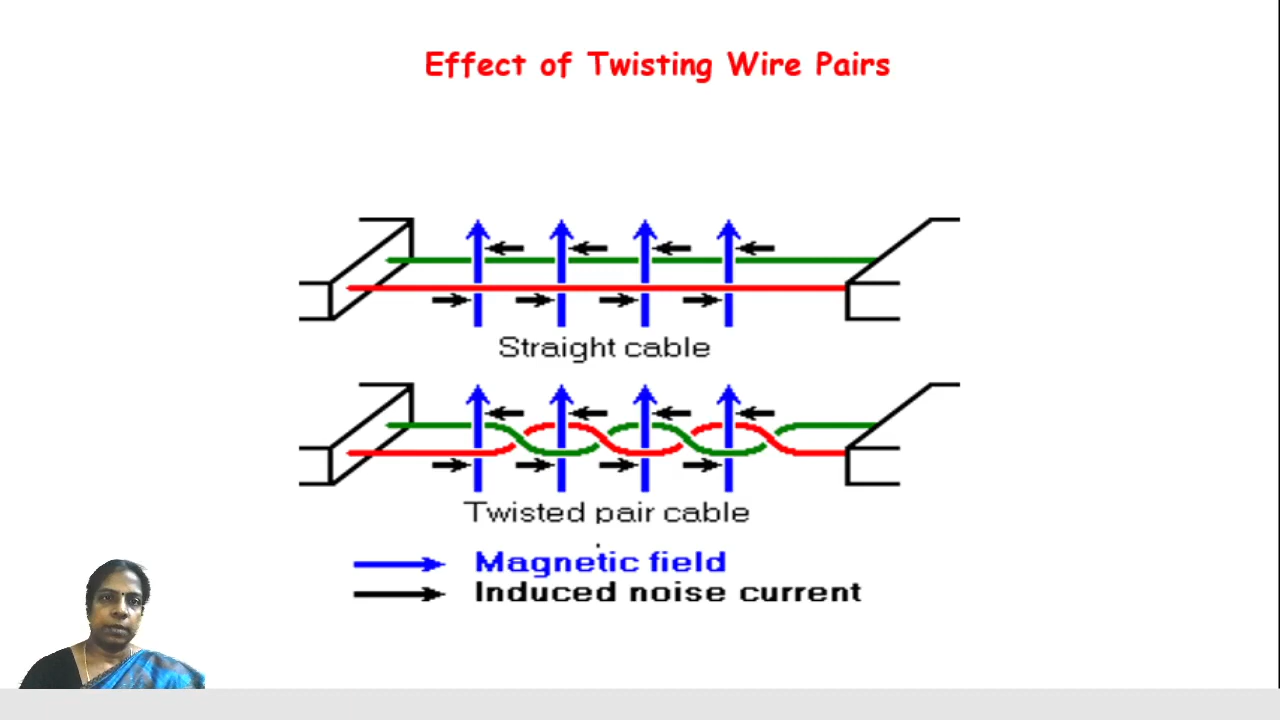 Effect of Twisting Wire Pairs
Straight cable
Twisted pair cable
Magnetic field
Induced noise current